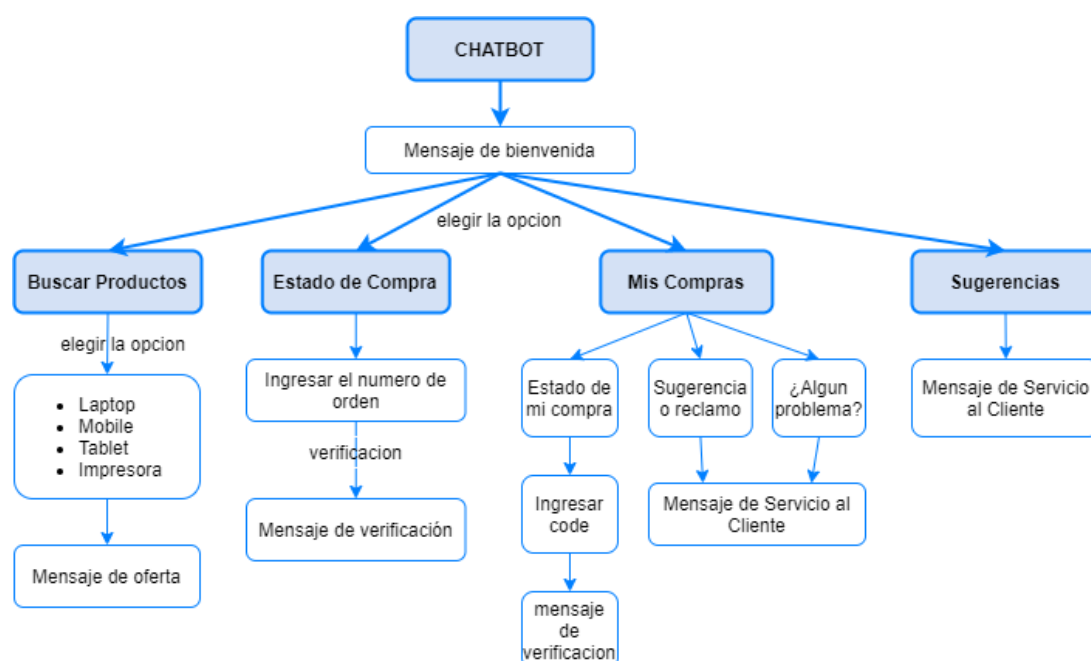 CHATBOT
Mensaje de bienvenida
elegir la opcion
Buscar Productos
Estado de Compra
Mis Compras
Sugerencias
elegir la opcion
Laptop
Mobile
Tablet
Impresora
Mensaje de oferta
Ingresar el numero de
orden
verificacion
Mensaje de verificación
Estado de
mi compra
Ingresar
code
mensaje
de
verificacion
Sugerencia
o reclamo
¿Algun
problema?
Mensaje de Servicio al
Cliente
Mensaje de Servicio
al Cliente